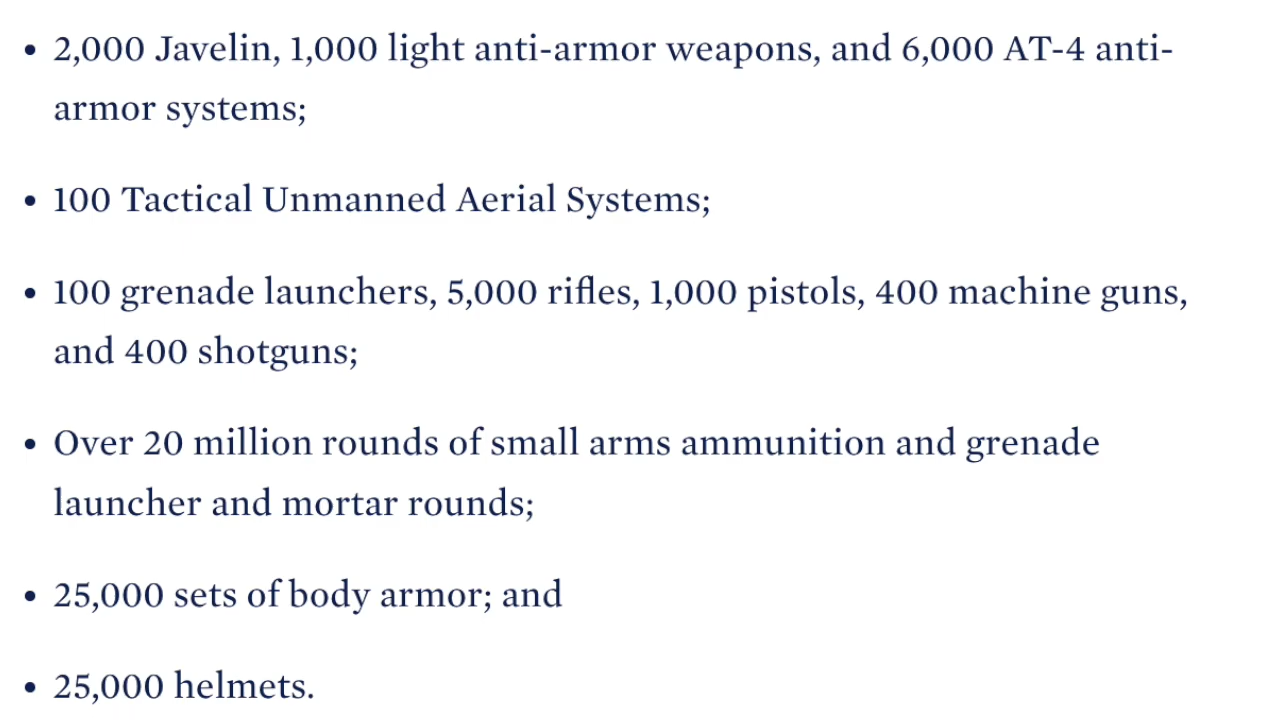 • 2,000 Javelin, 1,000 light anti-armor weapons, and 6,000 AT-4 anti-
armor systems;
• 100 Tactical Unmanned Aerial Systems;
• 100 grenade launchers, 5,000 rifles, 1,000 pistols, 400 machine guns,
and 400 shotguns;
• Over 20 million rounds of small arms ammunition and grenade
launcher and mortar rounds;
• 25,000 sets of body armor; and
• 25,000 helmets.